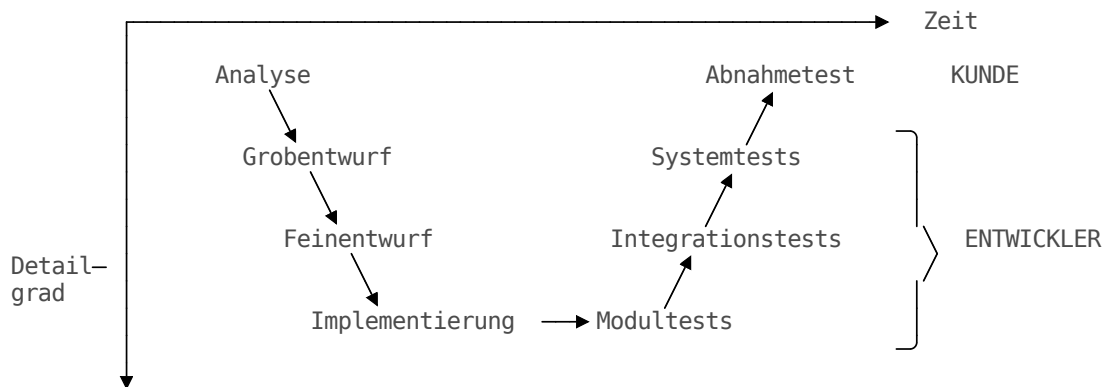 Zeit
Analyse Abnahmetest KUNDE
Grobentwurf Systemtests
Feinentwurf Integrationstests ENTWICKLER
Detail–
grad
Implementierung Modultests